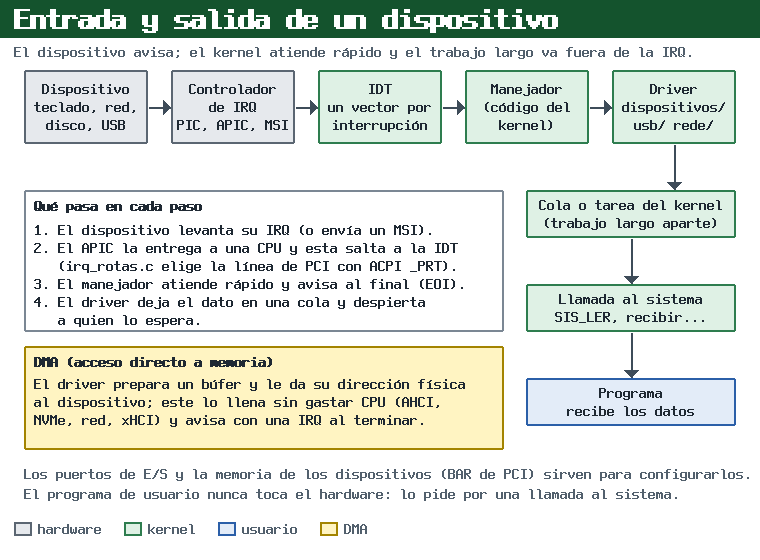 Entrada y salida de un dispositivo
El dispositivo avisa; el kernel atiende rápido y el trabajo largo va fuera de la IRQ.
Dispositivo
teclado, red,
disco, USB
Controlador
de IRQ
PIC, APIC, MSI
IDT
un vector por
interrupción
Manejador
(código del
kernel)
Driver
dispositivos/
usb/ rede/
Qué pasa en cada paso
1. El dispositivo levanta su IRQ (o envía un MSI).
2. El APIC la entrega a una CPU y esta salta a la IDT
(irq_rotas.c elige la línea de PCI con ACPI _PRT).
3. El manejador atiende rápido y avisa al final (EOI).
4. El driver deja el dato en una cola y despierta
a quien lo espera.
Cola o tarea del kernel
(trabajo largo aparte)
Llamada al sistema
SIS_LER, recibir...
Programa
recibe los datos
DMA (acceso directo a memoria)
El driver prepara un búfer y le da su dirección física
al dispositivo; este lo llena sin gastar CPU (AHCI,
NVMe, red, xHCI) y avisa con una IRQ al terminar.
Los puertos de E/S y la memoria de los dispositivos (BAR de PCI) sirven para configurarlos.
El programa de usuario nunca toca el hardware: lo pide por una llamada al sistema.
hardware
kernel
usuario
DMA